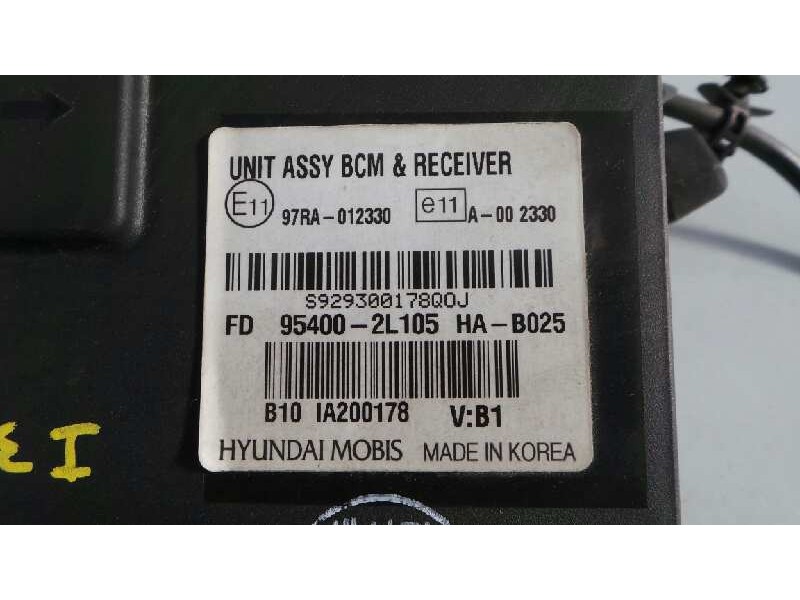 UNIT ASSY BCM & RECEIVER
E11 97RA-012330 e11 A-00 2330
S929300178QOJ
FD 95400-2L105 HA-B025
B10 IA200178 V:B1
HYUNDAI MOBIS MADE IN KOREA